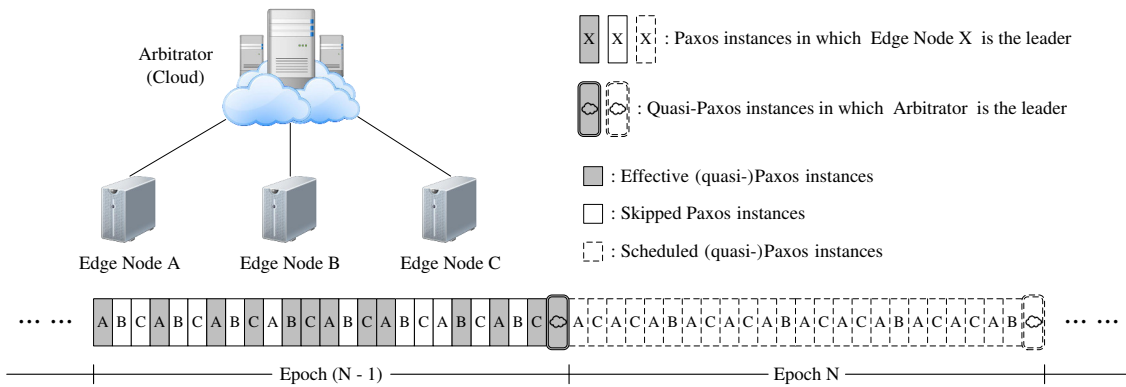 Arbitrator
(Cloud)
X X X : Paxos instances in which Edge Node X is the leader
: Quasi-Paxos instances in which Arbitrator is the leader
: Effective (quasi-)Paxos instances
: Skipped Paxos instances
: Scheduled (quasi-)Paxos instances
Edge Node A Edge Node B Edge Node C
... ... A B C A B C A B C A B C A B C A B C A B C A B C A C A C A B A C A C A B A C A C A B A C A C A B ... ...
Epoch (N - 1) Epoch N